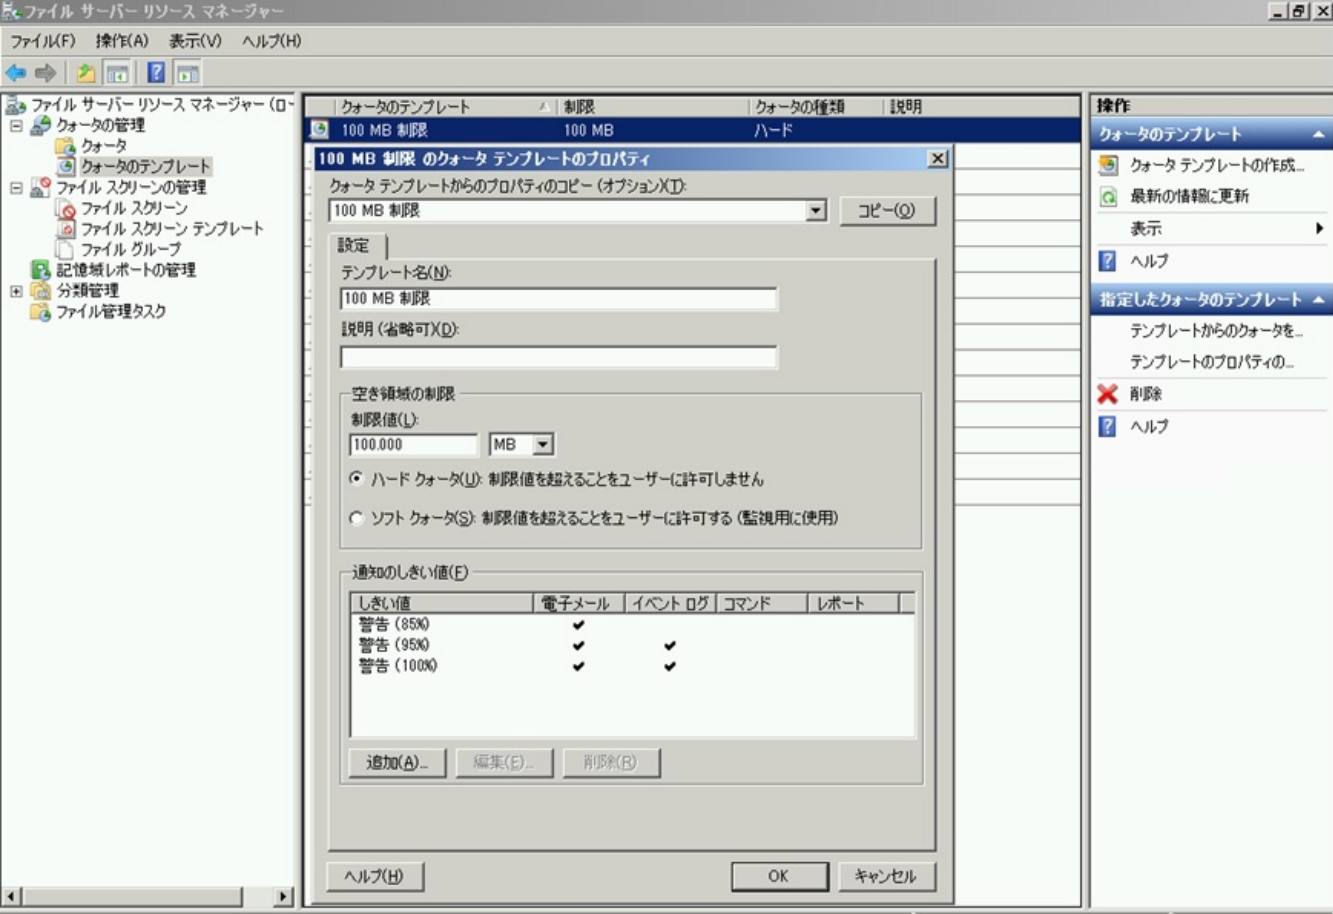 ファイル サーバー リソース マネージャー
ファイル(F) 操作(A) 表示(V) ヘルプ(H)
ファイル サーバー リソース マネージャー (ロ
クォータの管理
クォータ
クォータのテンプレート
ファイル スクリーンの管理
ファイル スクリーン
ファイル スクリーン テンプレート
ファイル グループ
記憶域レポートの管理
分類管理
ファイル管理タスク
クォータのテンプレート 制限 クォータの種類 説明
100 MB 制限 100 MB ハード
100 MB 制限 のクォータ テンプレートのプロパティ
クォータ テンプレートからのプロパティのコピー (オプション)(T):
100 MB 制限 コピー(O)
設定
テンプレート名(N):
100 MB 制限
説明 (省略可)(D):
空き領域の制限
制限値(L):
100.000 MB
ハード クォータ(U): 制限値を超えることをユーザーに許可しません
ソフト クォータ(S): 制限値を超えることをユーザーに許可する (監視用に使用)
通知のしきい値(F)
しきい値 電子メール イベント ログ コマンド レポート
警告 (85%)
警告 (95%)
警告 (100%)
追加(A)... 編集(E)... 削除(R)
ヘルプ(H) OK キャンセル
操作
クォータのテンプレート
クォータ テンプレートの作成...
最新の情報に更新
表示
ヘルプ
指定したクォータのテンプレート
テンプレートからのクォータを...
テンプレートのプロパティの...
削除
ヘルプ